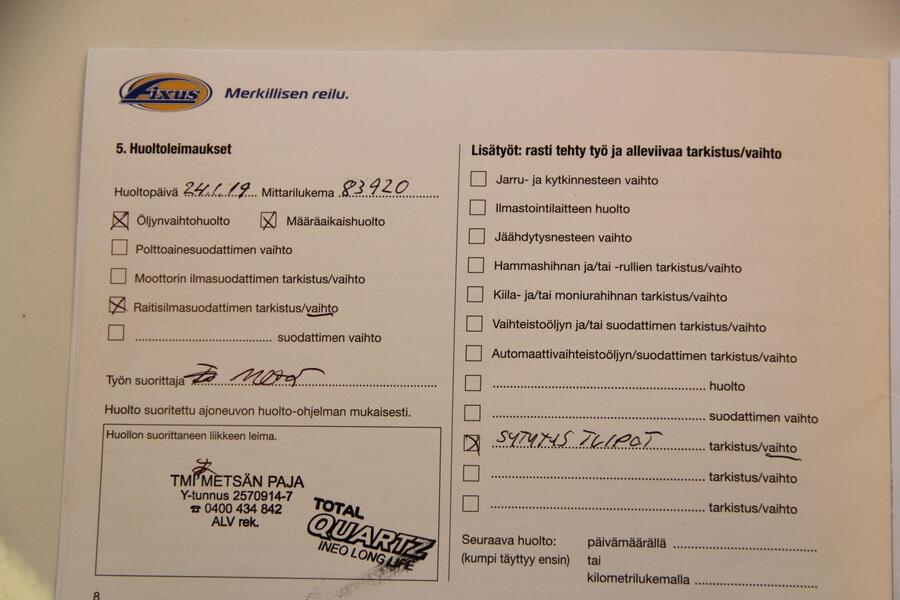 Fixus Merkillisen reilu.
5. Huoltoleimaukset
Huoltopäivä 24.1.19 Mittarilukema 83920
Öljynvaihtohuolto Määräaikaishuolto
Polttoainesuodattimen vaihto
Moottorin ilmasuodattimen tarkistus/vaihto
Raitisilmasuodattimen tarkistus/vaihto
suodattimen vaihto
Työn suorittaja
Huolto suoritettu ajoneuvon huolto-ohjelman mukaisesti.
Huollon suorittaneen liikkeen leima.
TMI METSÄN PAJA
Y-tunnus 2570914-7
☎ 0400 434 842
ALV rek.
TOTAL
QUARTZ
INEO LONG LIFE
8
Lisätyöt: rasti tehty työ ja alleviivaa tarkistus/vaihto
Jarru- ja kytkinnesteen vaihto
Ilmastointilaitteen huolto
Jäähdytysnesteen vaihto
Hammashihnan ja/tai -rullien tarkistus/vaihto
Kiila- ja/tai moniurahihnan tarkistus/vaihto
Vaihteistoöljyn ja/tai suodattimen tarkistus/vaihto
Automaattivaihteistoöljyn/suodattimen tarkistus/vaihto
huolto
suodattimen vaihto
SYTYTYS TULPAT tarkistus/vaihto
tarkistus/vaihto
tarkistus/vaihto
Seuraava huolto: päivämäärällä
(kumpi täyttyy ensin) tai
kilometrilukemalla